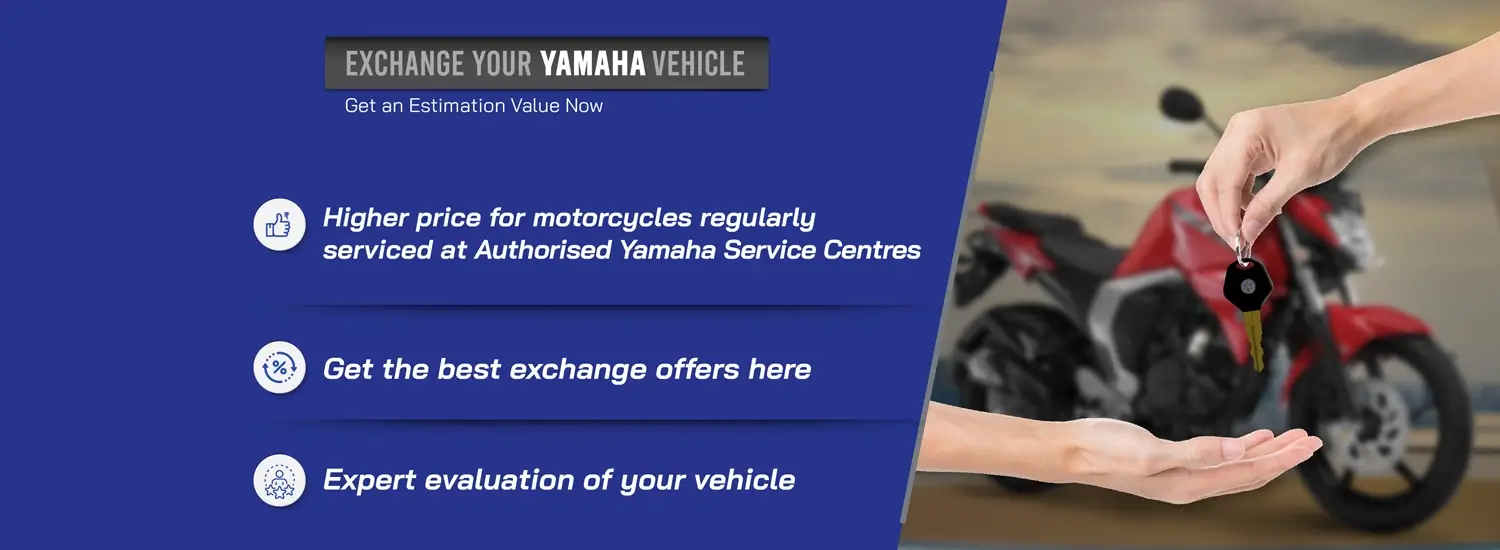 EXCHANGE YOUR YAMAHA VEHICLE
Get an Estimation Value Now
Higher price for motorcycles regularly
serviced at Authorised Yamaha Service Centres
Get the best exchange offers here
Expert evaluation of your vehicle